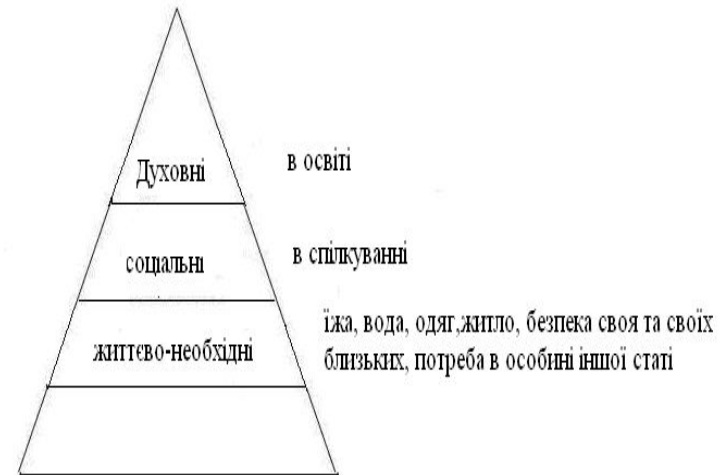 Духовні
в освіті
соціальні
в спілкуванні
життєво-необхідні
їжа, вода, одяг,житло, безпека своя та своїх
близьких, потреба в особині іншої статі